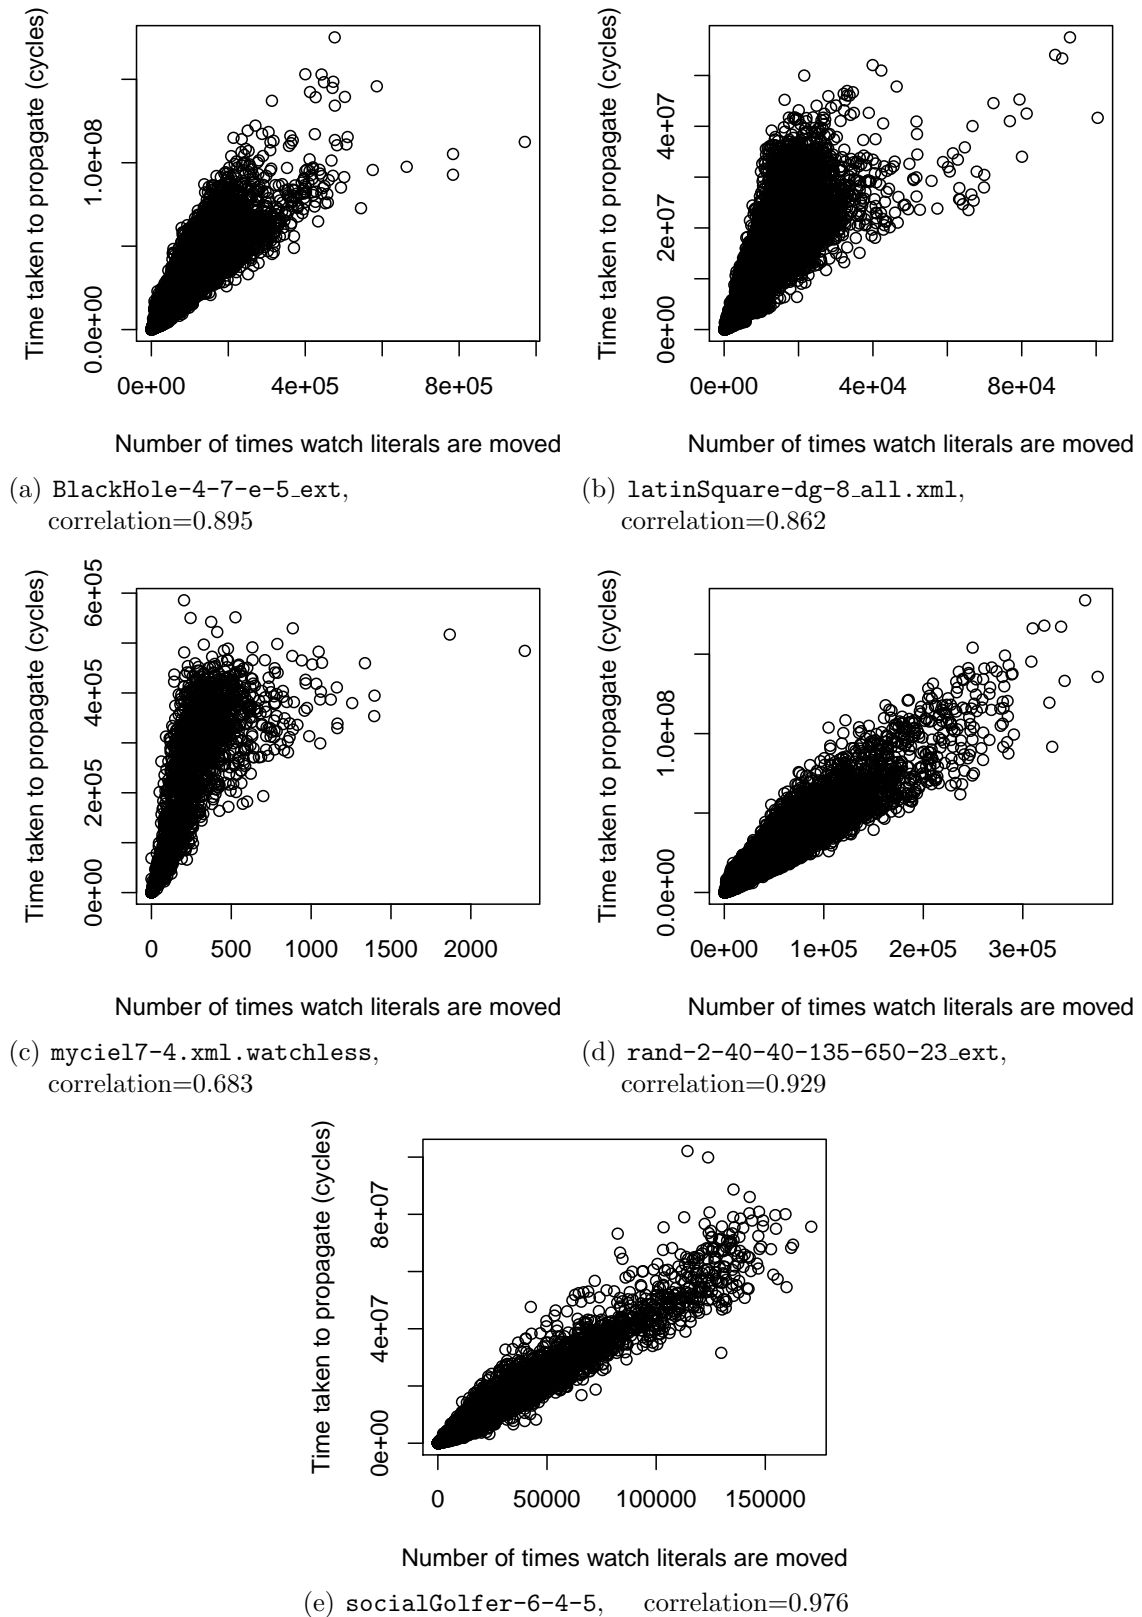 Time taken to propagate (cycles)
0.0e+00 1.0e+08
0e+00 4e+05 8e+05
Number of times watch literals are moved
(a) BlackHole-4-7-e-5_ext,
correlation=0.895
Time taken to propagate (cycles)
0e+00 2e+07 4e+07
0e+00 4e+04 8e+04
Number of times watch literals are moved
(b) latinSquare-dg-8_all.xml,
correlation=0.862
Time taken to propagate (cycles)
0e+00 2e+05 4e+05 6e+05
0 500 1000 1500 2000
Number of times watch literals are moved
(c) myciel7-4.xml.watchless,
correlation=0.683
Time taken to propagate (cycles)
0.0e+00 1.0e+08
0e+00 1e+05 2e+05 3e+05
Number of times watch literals are moved
(d) rand-2-40-40-135-650-23_ext,
correlation=0.929
Time taken to propagate (cycles)
0e+00 4e+07 8e+07
0 50000 100000 150000
Number of times watch literals are moved
(e) socialGolfer-6-4-5, correlation=0.976